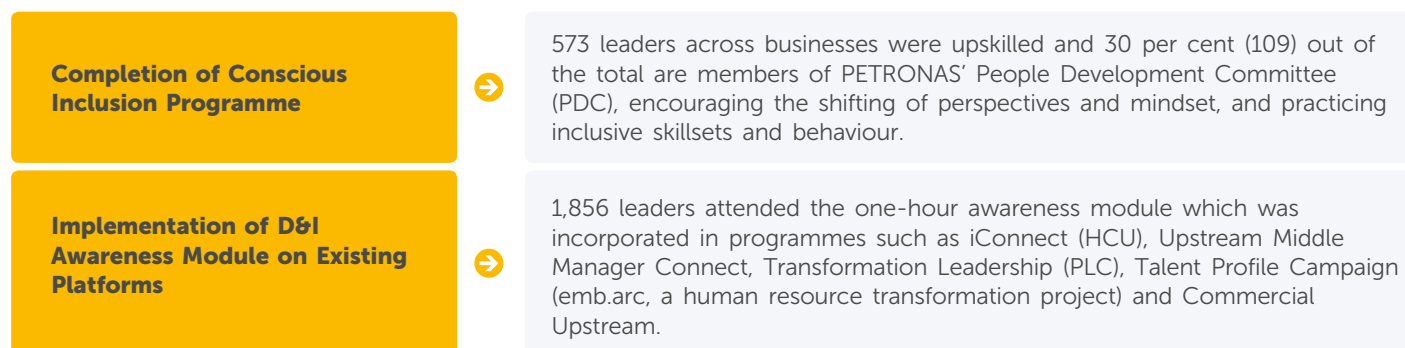 Completion of Conscious
Inclusion Programme
573 leaders across businesses were upskilled and 30 per cent (109) out of
the total are members of PETRONAS’ People Development Committee
(PDC), encouraging the shifting of perspectives and mindset, and practicing
inclusive skillsets and behaviour.
Implementation of D&I
Awareness Module on Existing
Platforms
1,856 leaders attended the one-hour awareness module which was
incorporated in programmes such as iConnect (HCU), Upstream Middle
Manager Connect, Transformation Leadership (PLC), Talent Profile Campaign
(emb.arc, a human resource transformation project) and Commercial
Upstream.